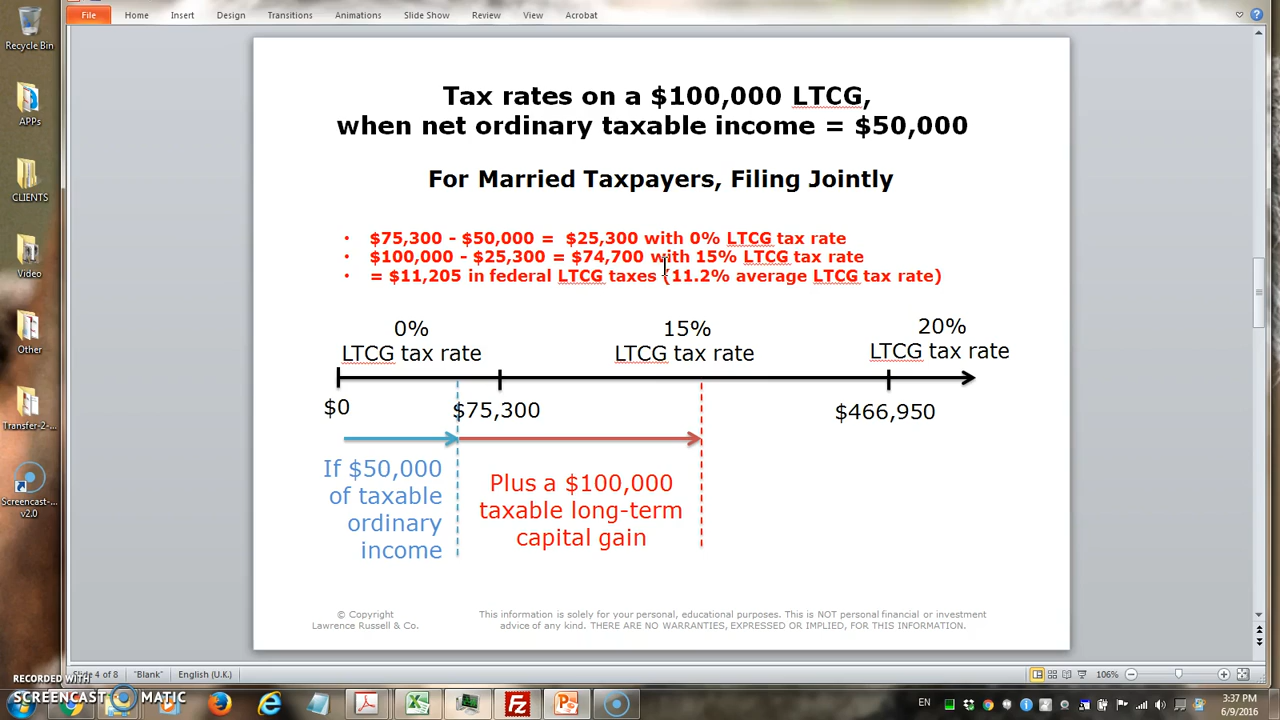 File Home Insert Design Transitions Animations Slide Show Review View Acrobat
Recycle Bin
APPs
CLIENTS
Video
Other
Transfer-2-...
Screencast-...
v2.0
Tax rates on a $100,000 LTCG,
when net ordinary taxable income = $50,000
For Married Taxpayers, Filing Jointly
• $75,300 - $50,000 = $25,300 with 0% LTCG tax rate
• $100,000 - $25,300 = $74,700 with 15% LTCG tax rate
• = $11,205 in federal LTCG taxes (11.2% average LTCG tax rate)
0%
LTCG tax rate
15%
LTCG tax rate
20%
LTCG tax rate
$0
$75,300
$466,950
If $50,000
of taxable
ordinary
income
Plus a $100,000
taxable long-term
capital gain
© Copyright
Lawrence Russell & Co.
This information is solely for your personal, educational purposes. This is NOT personal financial or investment
advice of any kind. THERE ARE NO WARRANTIES, EXPRESSED OR IMPLIED, FOR THIS INFORMATION.
Slide 4 of 8 "Blank" English (U.K.) 106%
RECORDED WITH
SCREENCAST MATIC
EN
3:37 PM
6/9/2016